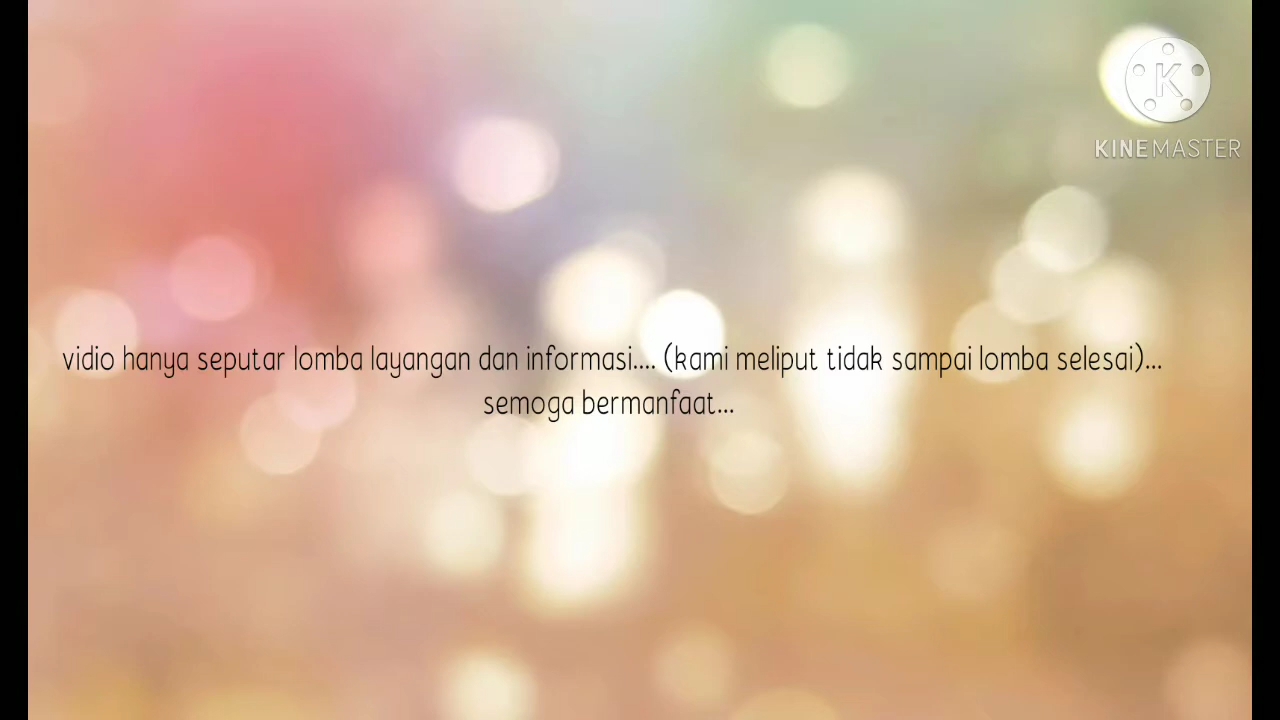 K
KINEMASTER
vidio hanya seputar lomba layangan dan informasi.... (kami meliput tidak sampai lomba selesai)...
semoga bermanfaat...